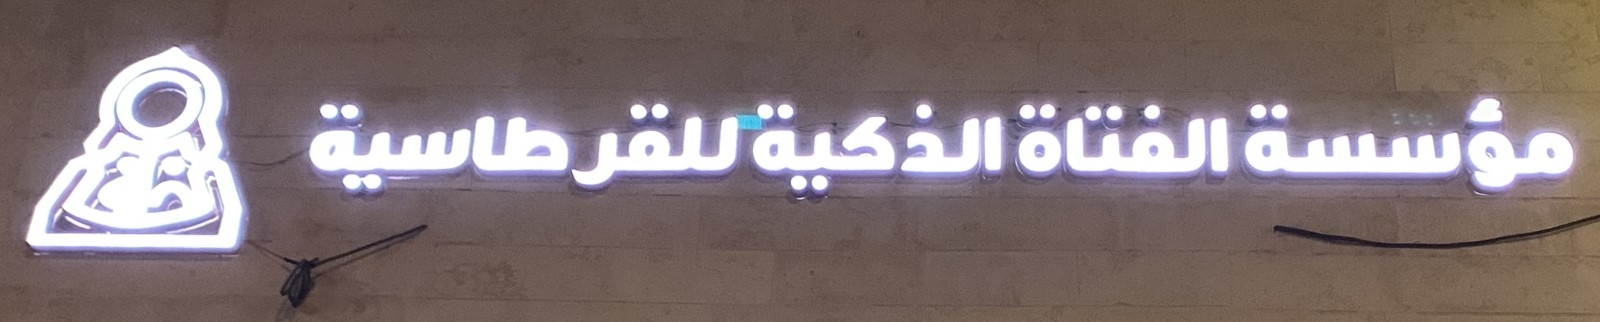 مؤسسة الفتاة الذكية للقرطاسية